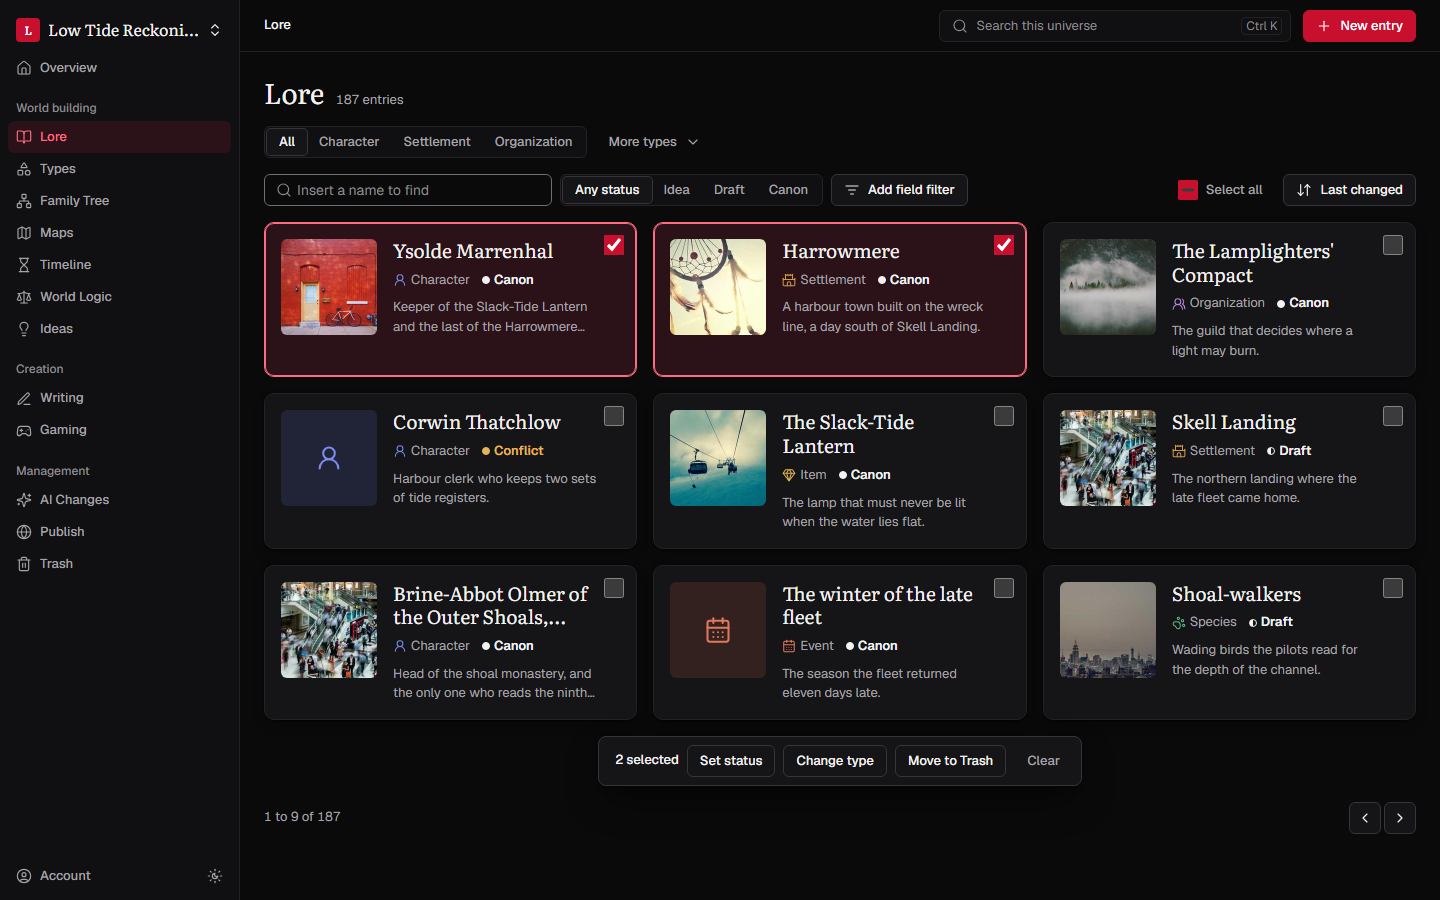 L
Low Tide Reckoni...
Overview
World building
Lore
Types
Family Tree
Maps
Timeline
World Logic
Ideas
Creation
Writing
Gaming
Management
AI Changes
Publish
Trash
Account
Lore
Search this universe
Ctrl K
New entry
Lore
187 entries
All
Character
Settlement
Organization
More types
Insert a name to find
Any status
Idea
Draft
Canon
Add field filter
Select all
Last changed
Ysolde Marrenhal
Character
Canon
Keeper of the Slack-Tide Lantern
and the last of the Harrowmere...
Harrowmere
Settlement
Canon
A harbour town built on the wreck
line, a day south of Skell Landing.
The Lamplighters'
Compact
Organization
Canon
The guild that decides where a
light may burn.
Corwin Thatchlow
Character
Conflict
Harbour clerk who keeps two sets
of tide registers.
The Slack-Tide
Lantern
Item
Canon
The lamp that must never be lit
when the water lies flat.
Skell Landing
Settlement
Draft
The northern landing where the
late fleet came home.
Brine-Abbot Olmer of
the Outer Shoals,...
Character
Canon
Head of the shoal monastery, and
the only one who reads the ninth...
The winter of the late
fleet
Event
Canon
The season the fleet returned
eleven days late.
Shoal-walkers
Species
Draft
Wading birds the pilots read for
the depth of the channel.
2 selected
Set status
Change type
Move to Trash
Clear
1 to 9 of 187